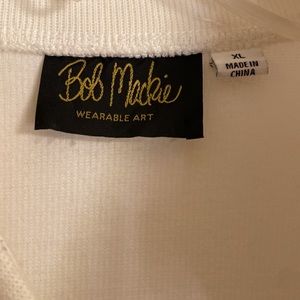 Bob Mackie
WEARABLE ART
XL
MADE IN
CHINA